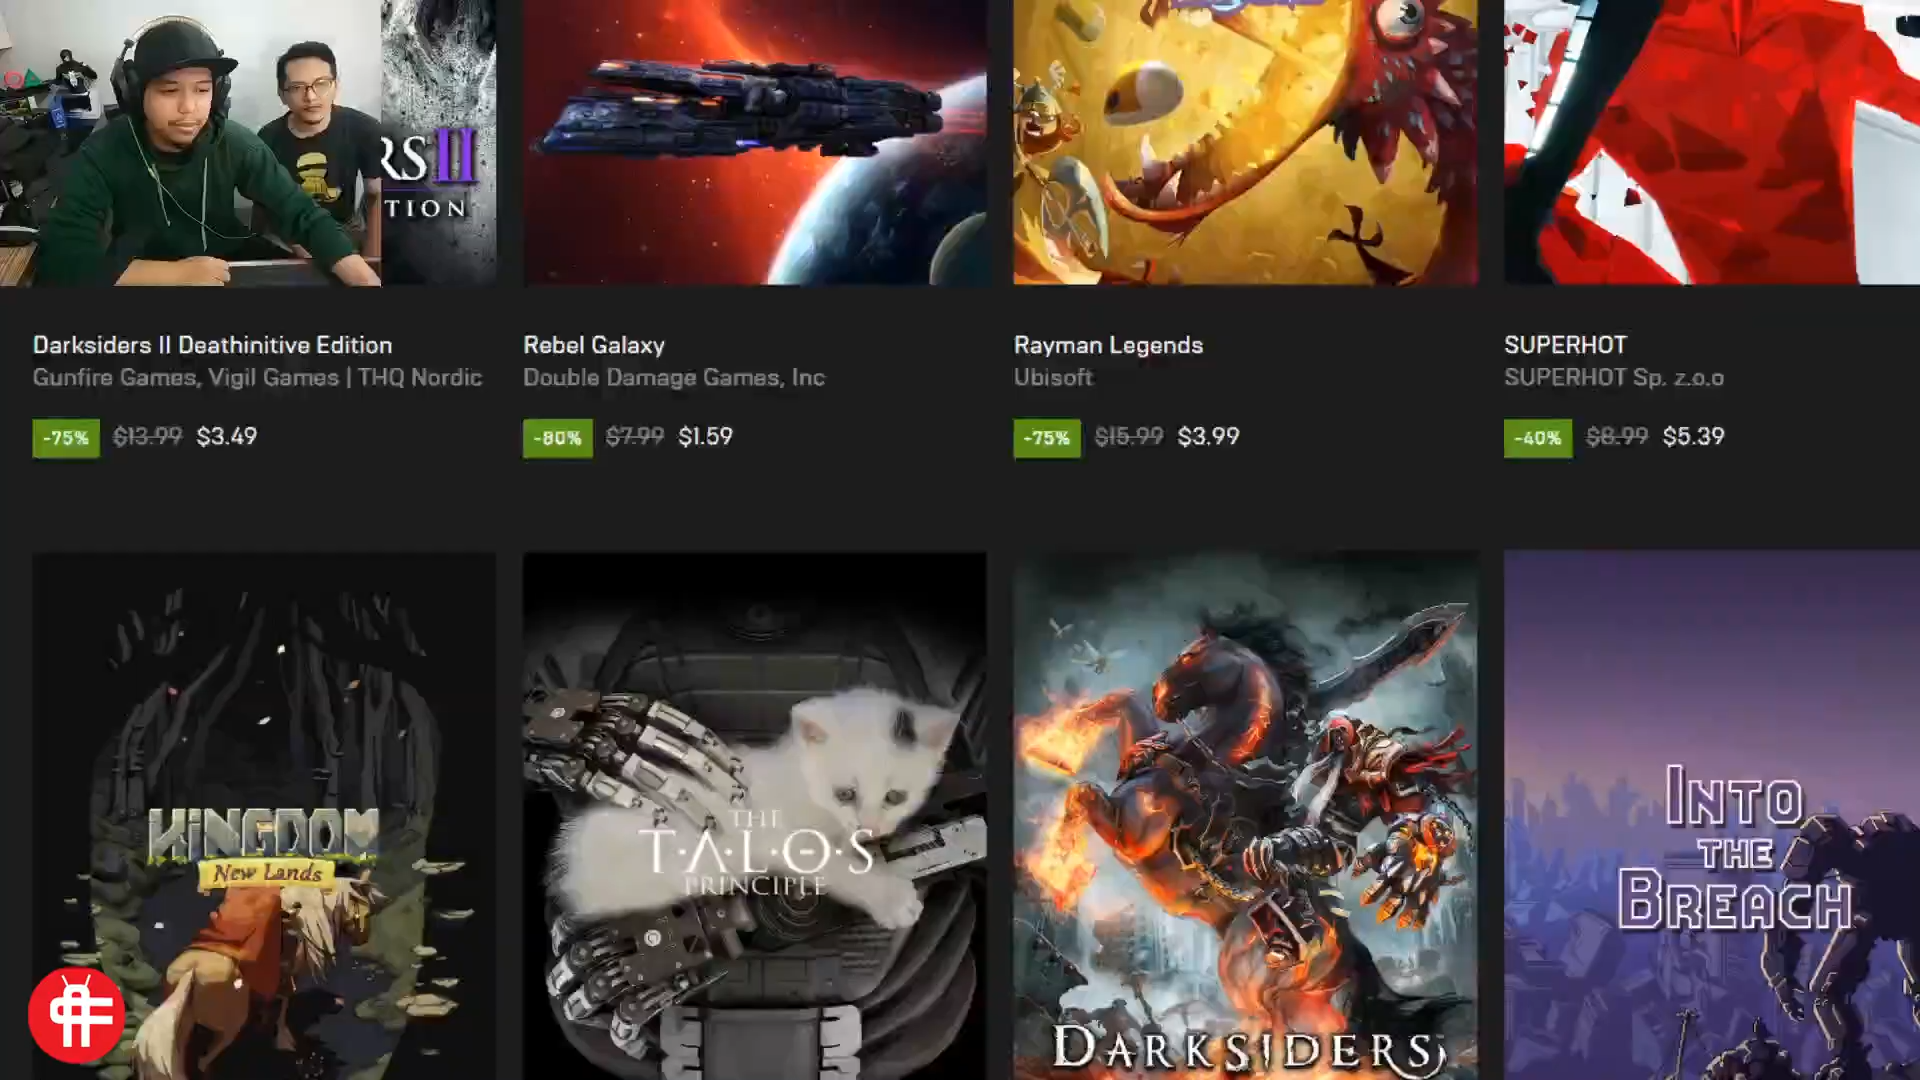 RS II
TION
Darksiders II Deathinitive Edition
Gunfire Games, Vigil Games | THQ Nordic
-75% $13.99 $3.49
Rebel Galaxy
Double Damage Games, Inc
-80% $7.99 $1.59
Rayman Legends
Ubisoft
-75% $15.99 $3.99
SUPERHOT
SUPERHOT Sp. z.o.o
-40% $8.99 $5.39
KINGDOM
New Lands
THE
T·A·L·O·S
PRINCIPLE
DARKSIDERS
INTO
THE
BREACH